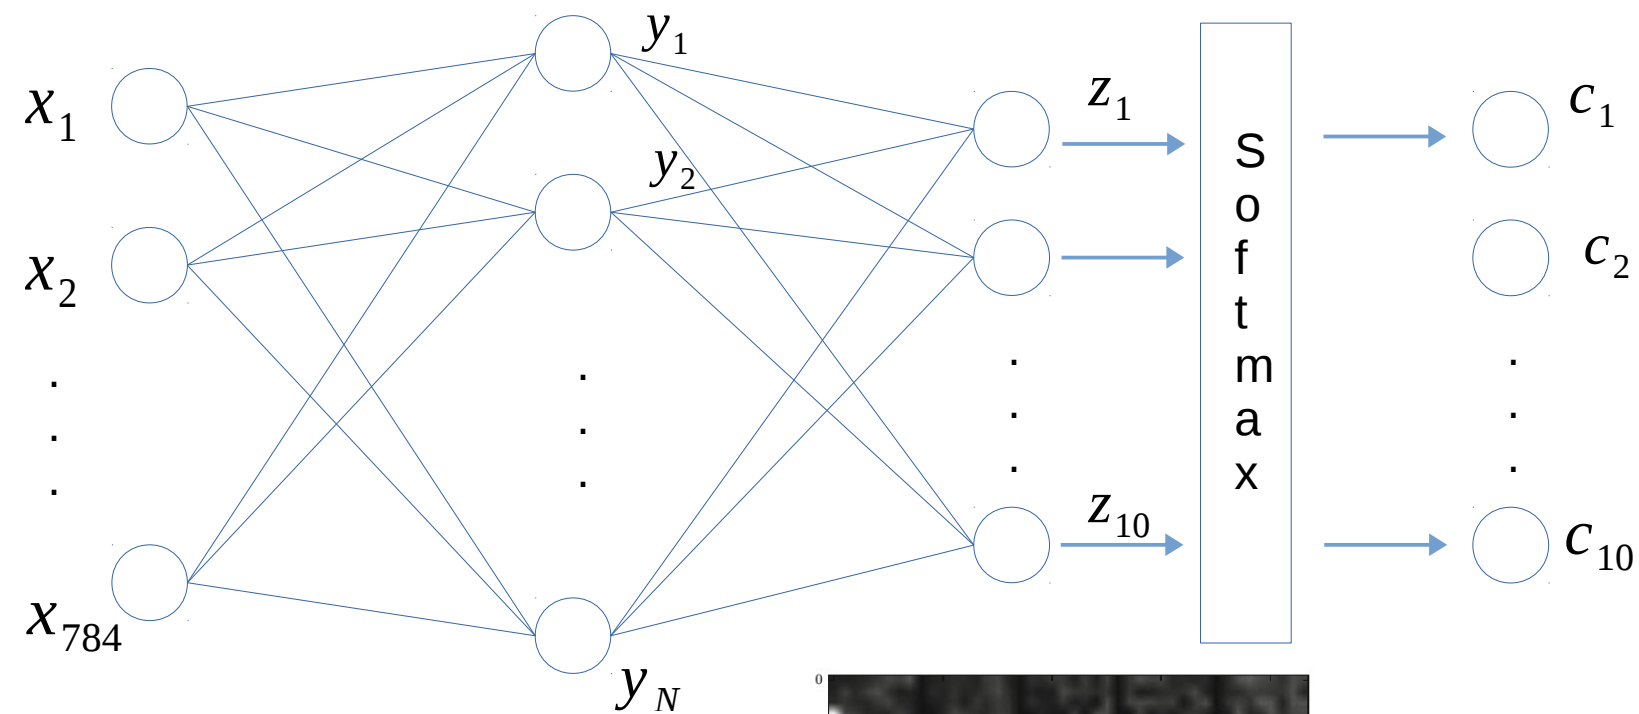 x1
x2
.
.
.
x784
y1
y2
.
.
.
yN
.
.
.
z1
z10
Softmax
c1
c2
.
.
.
c10
0